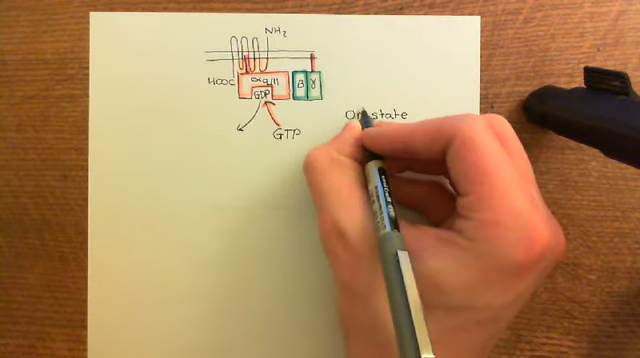 NH₂
HOOC αq/11 β γ
GDP
GTP
On state